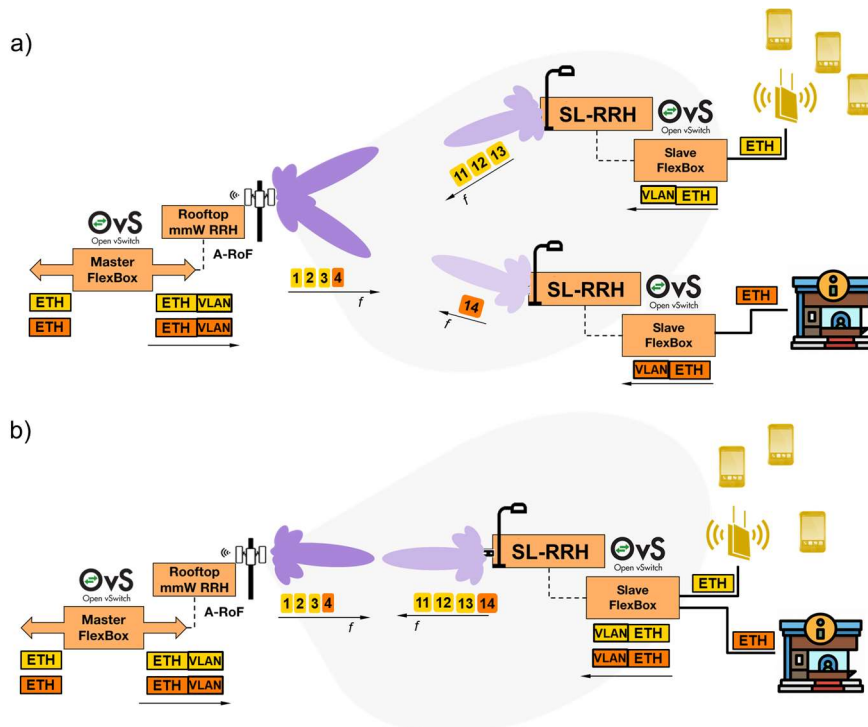 a)
SL-RRH
OvS
Open vSwitch
Slave
FlexBox
ETH
VLAN ETH
11 12 13
f
Rooftop
mmW RRH
OvS
Open vSwitch
A-RoF
Master
FlexBox
ETH
ETH VLAN
ETH
ETH VLAN
1 2 3 4
f
14
f
SL-RRH
OvS
Open vSwitch
Slave
FlexBox
ETH
VLAN ETH
b)
Rooftop
mmW RRH
OvS
Open vSwitch
A-RoF
Master
FlexBox
ETH
ETH VLAN
ETH
ETH VLAN
1 2 3 4
f
11 12 13 14
f
SL-RRH
OvS
Open vSwitch
Slave
FlexBox
ETH
ETH
VLAN ETH
VLAN ETH